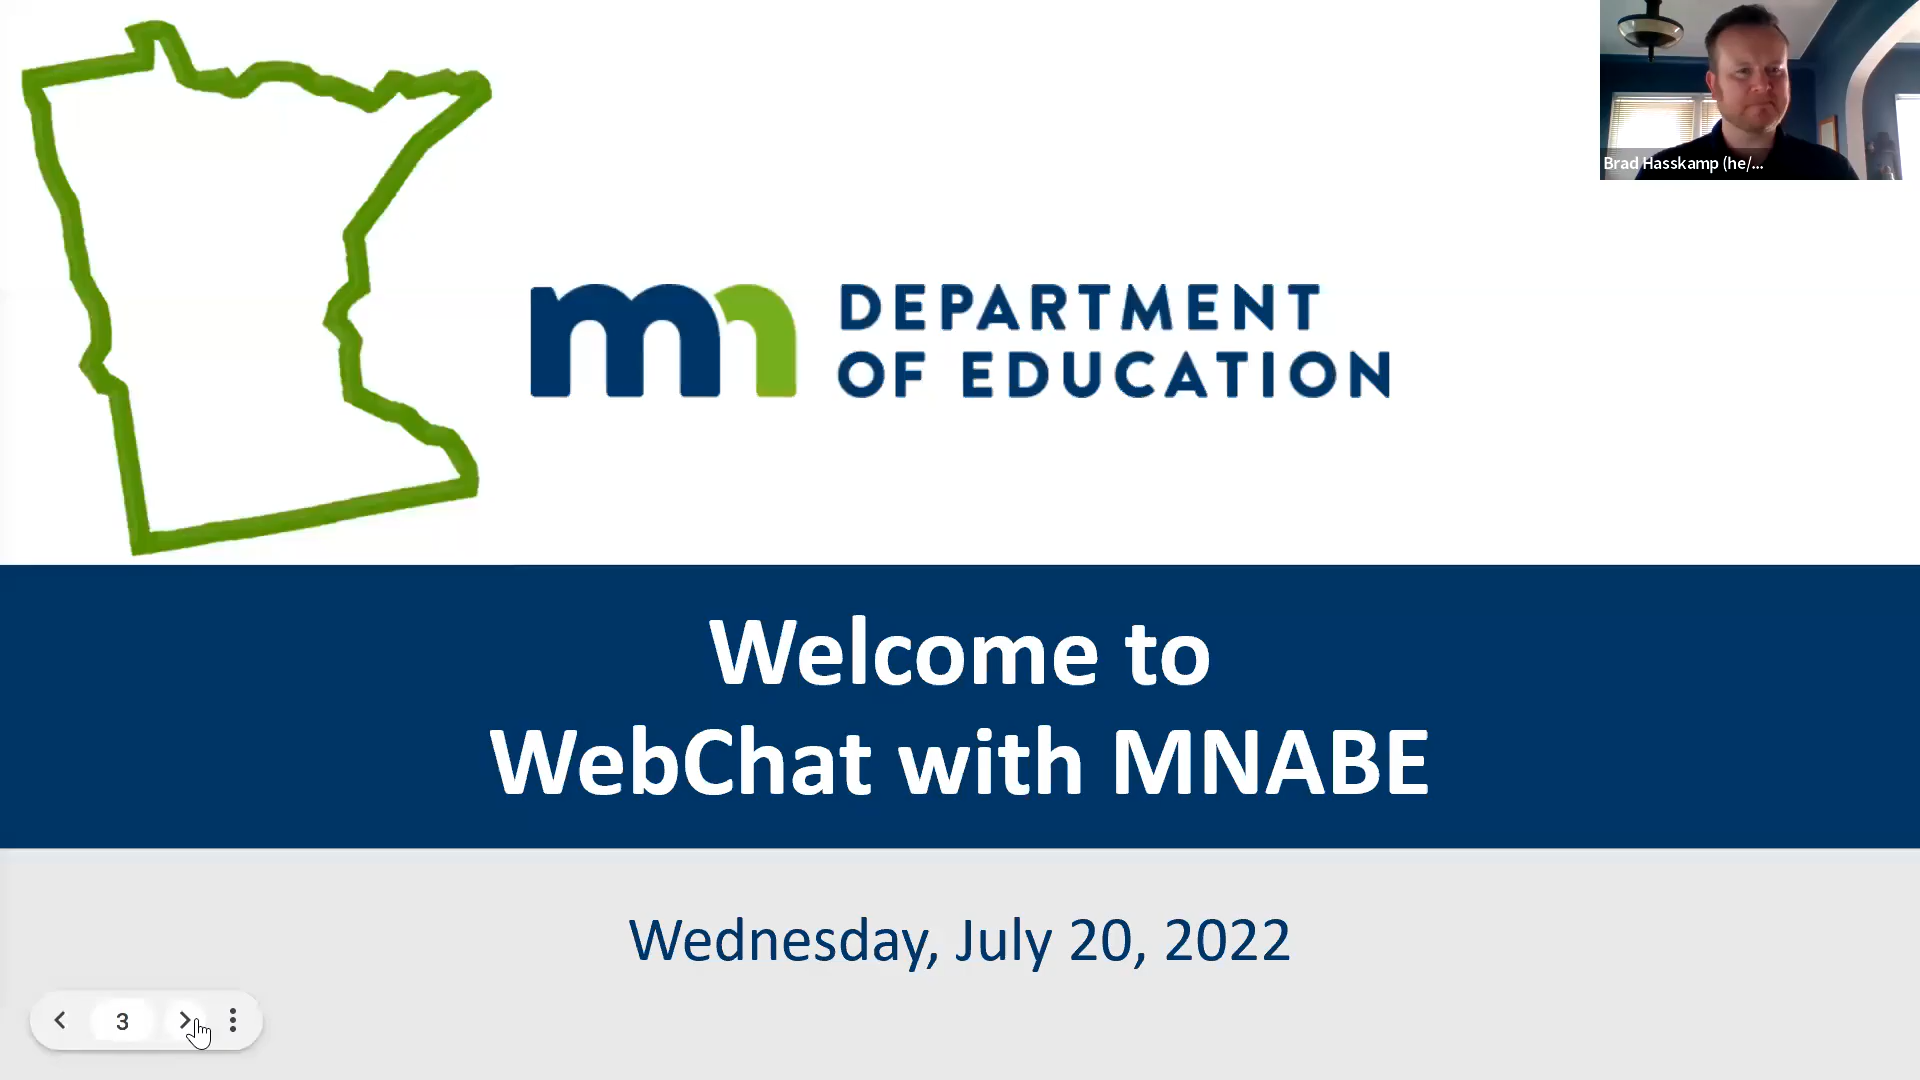 Brad Hasskamp (he/...
mn DEPARTMENT
OF EDUCATION
Welcome to
WebChat with MNABE
Wednesday, July 20, 2022
3